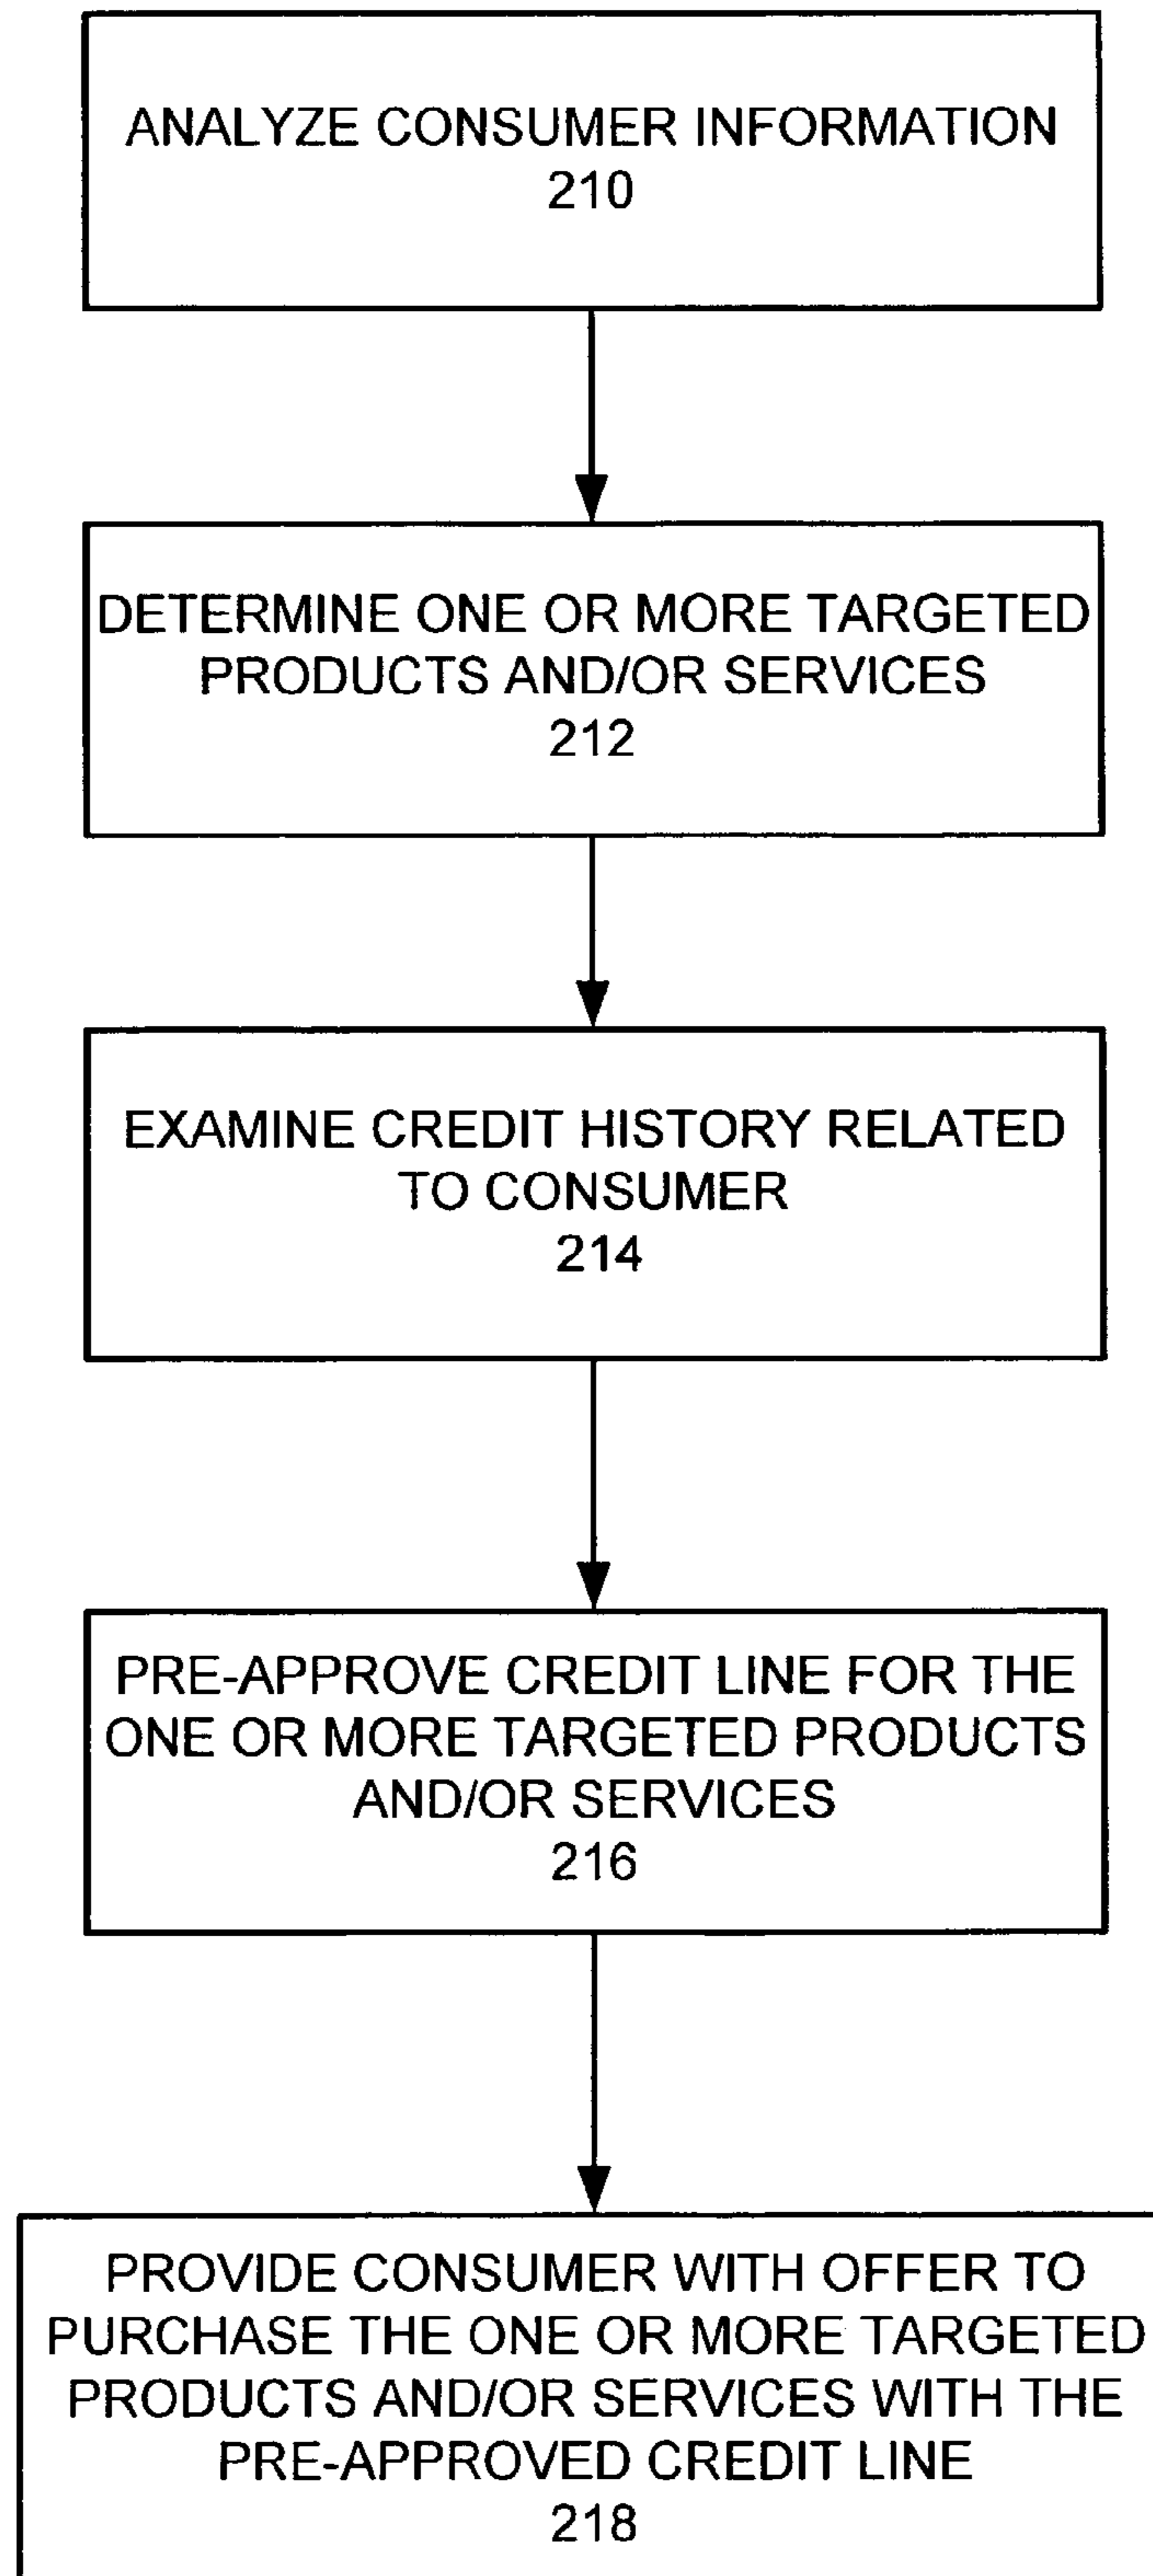 ANALYZE CONSUMER INFORMATION
210
DETERMINE ONE OR MORE TARGETED
PRODUCTS AND/OR SERVICES
212
EXAMINE CREDIT HISTORY RELATED
TO CONSUMER
214
PRE-APPROVE CREDIT LINE FOR THE
ONE OR MORE TARGETED PRODUCTS
AND/OR SERVICES
216
PROVIDE CONSUMER WITH OFFER TO
PURCHASE THE ONE OR MORE TARGETED
PRODUCTS AND/OR SERVICES WITH THE
PRE-APPROVED CREDIT LINE
218